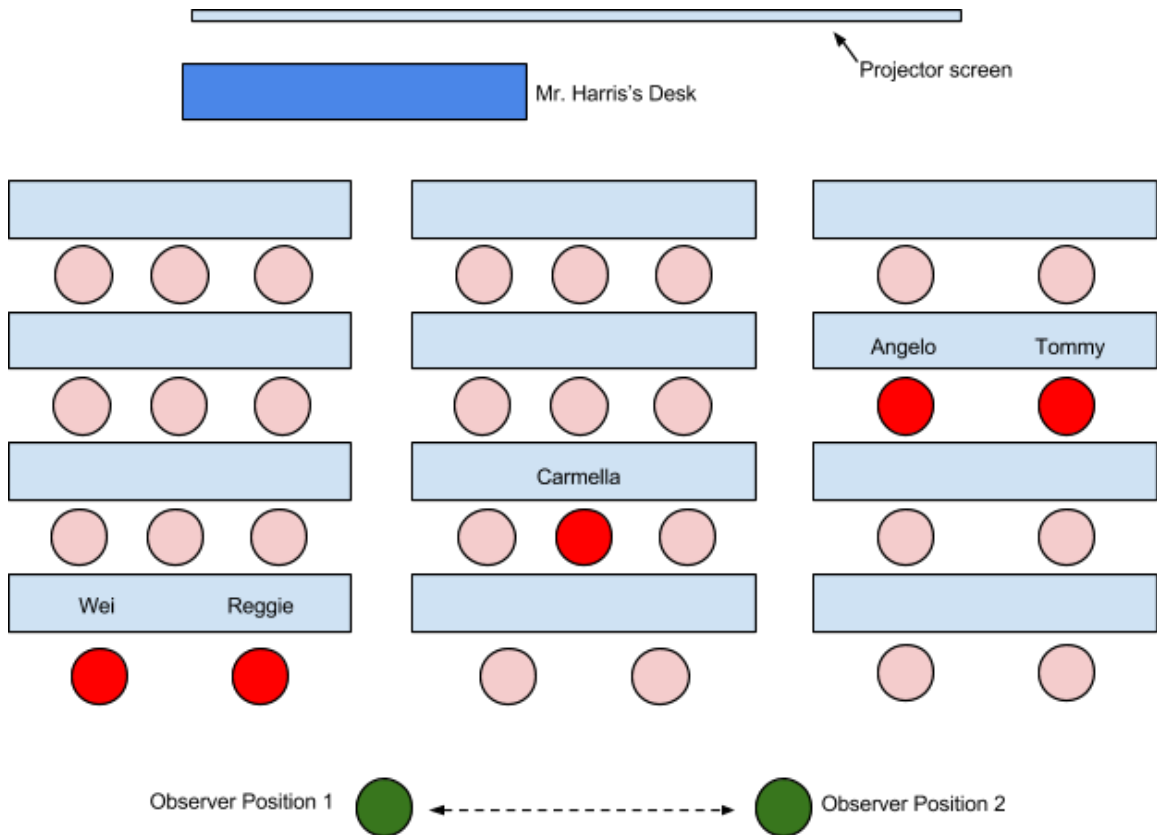 Projector screen
Mr. Harris's Desk
Angelo
Tommy
Carmella
Wei
Reggie
Observer Position 1
Observer Position 2